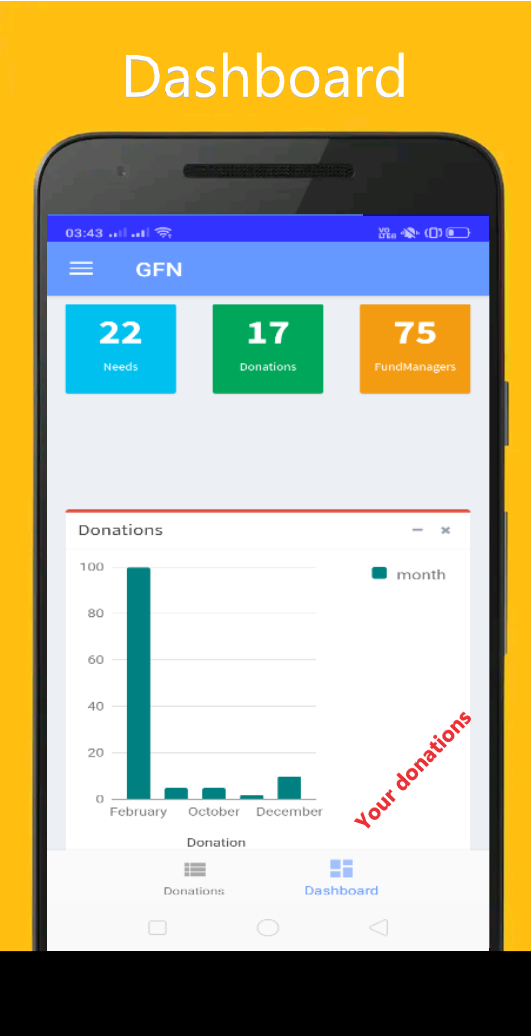 Dashboard
03:43
GFN
22 17 75
Needs Donations FundManagers
Donations
100
month
80
60
40
20
0
February October December
Your donations
Donation
Donations Dashboard